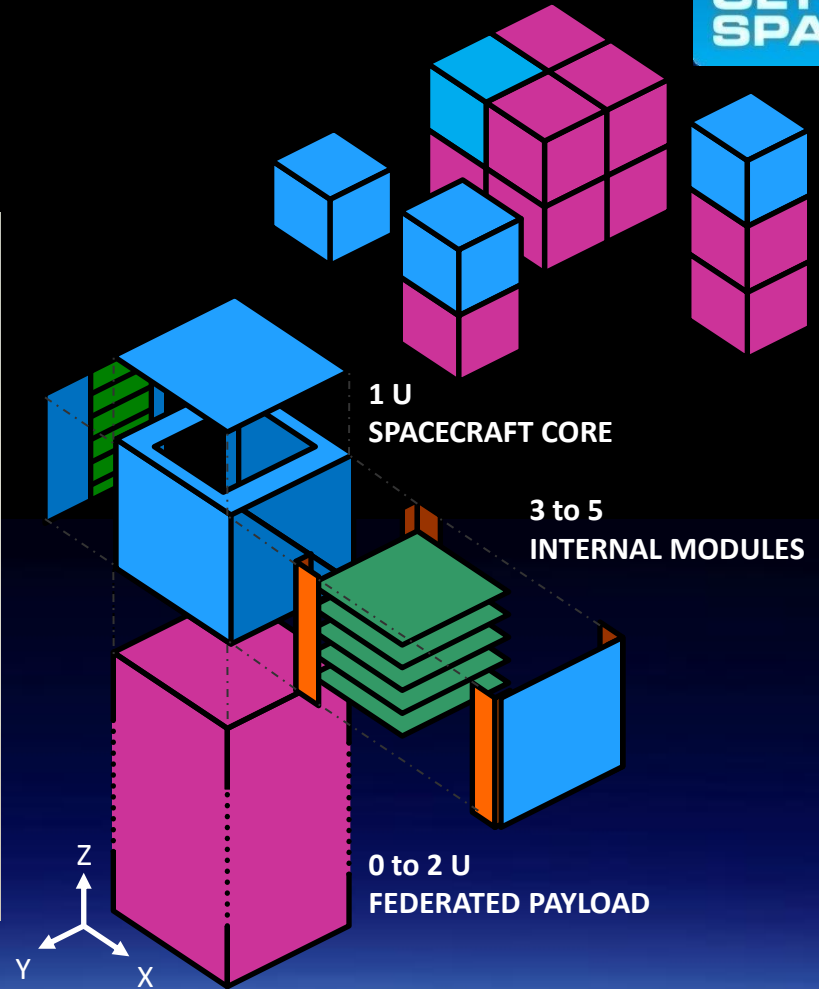 1 U
SPACECRAFT CORE
3 to 5
INTERNAL MODULES
0 to 2 U
FEDERATED PAYLOAD
Z
Y
X